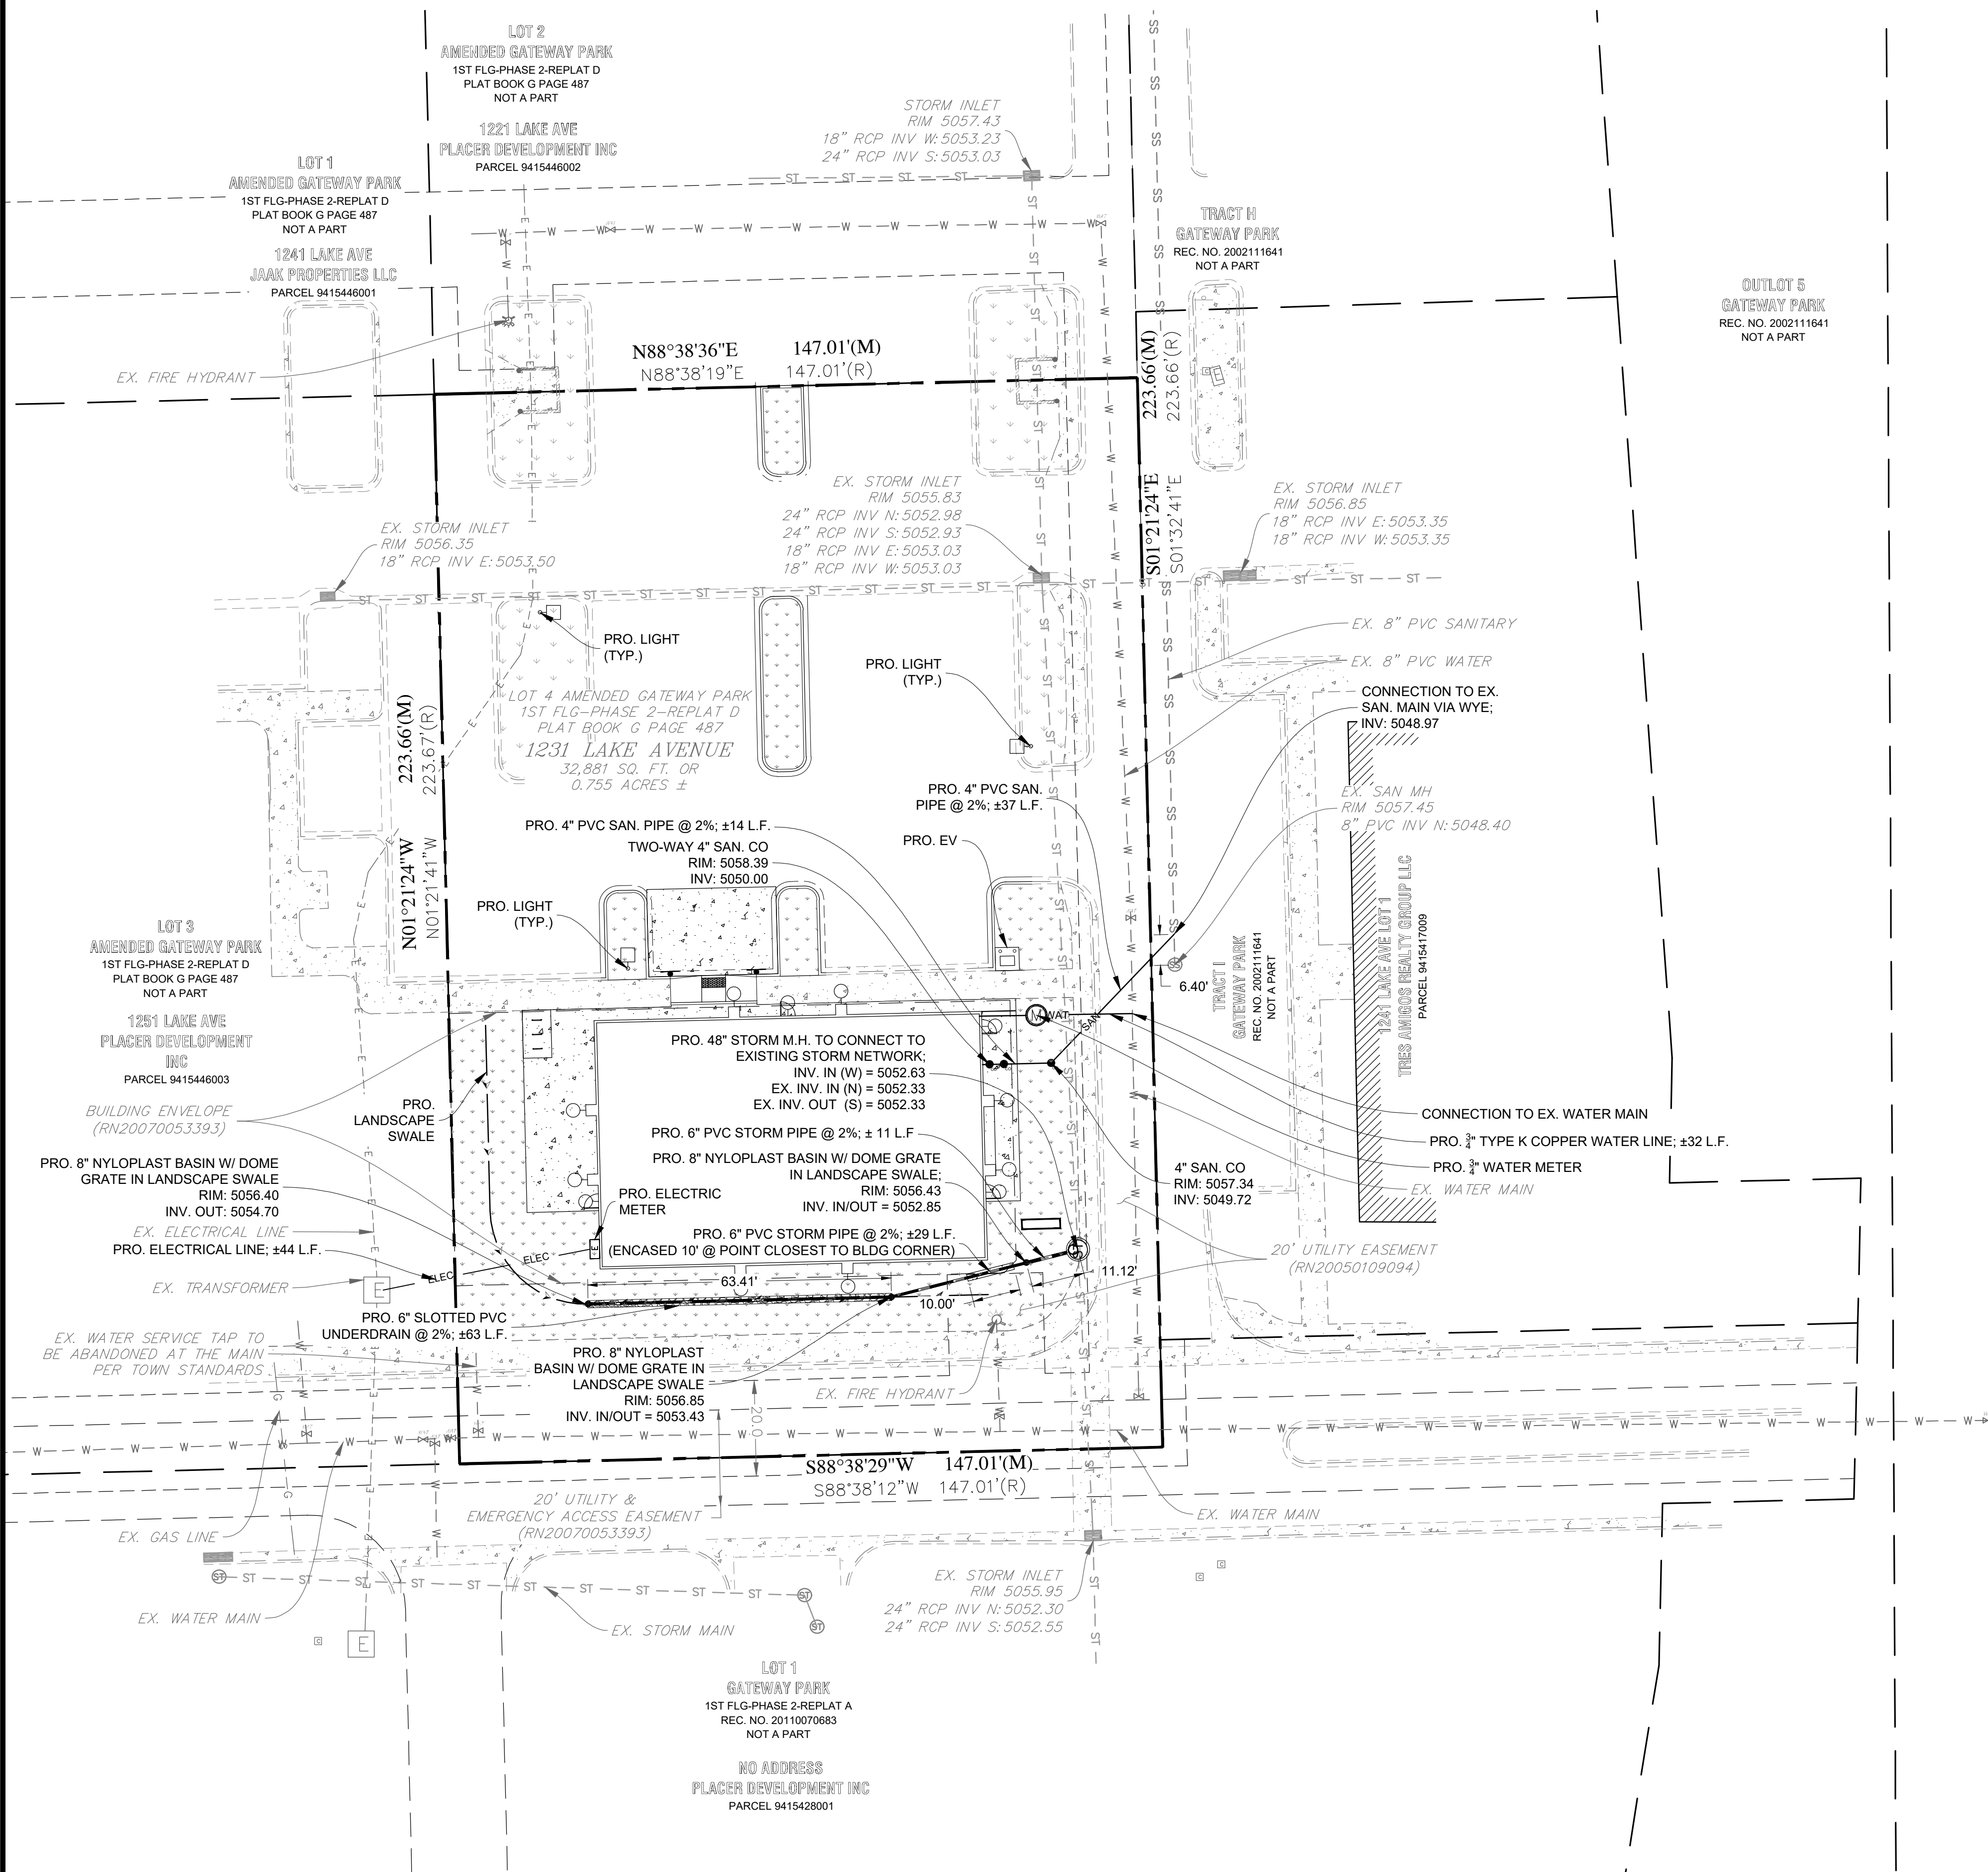 LOT 2
AMENDED GATEWAY PARK
1ST FLG-PHASE 2-REPLAT D
PLAT BOOK G PAGE 487
NOT A PART
1221 LAKE AVE
PLACER DEVELOPMENT INC
PARCEL 9415446002
LOT 1
AMENDED GATEWAY PARK
1ST FLG-PHASE 2-REPLAT D
PLAT BOOK G PAGE 487
NOT A PART
1241 LAKE AVE
JAAK PROPERTIES LLC
PARCEL 9415446001
STORM INLET
RIM 5057.43
18" RCP INV W: 5053.23
24" RCP INV S: 5053.03
TRACT H
GATEWAY PARK
REC. NO. 2002111641
NOT A PART
OUTLOT 5
GATEWAY PARK
REC. NO. 2002111641
NOT A PART
EX. FIRE HYDRANT
N88°38'36"E 147.01'(M)
N88°38'19"E 147.01'(R)
223.66'(M)
223.66'(R)
S01°21'24"E
S01°32'41"E
EX. STORM INLET
RIM 5056.35
18" RCP INV E: 5053.50
EX. STORM INLET
RIM 5055.83
24" RCP INV N: 5052.98
24" RCP INV S: 5052.93
18" RCP INV E: 5053.03
18" RCP INV W: 5053.03
EX. STORM INLET
RIM 5056.85
18" RCP INV E: 5053.35
18" RCP INV W: 5053.35
PRO. LIGHT
(TYP.)
PRO. LIGHT
(TYP.)
EX. 8" PVC SANITARY
EX. 8" PVC WATER
CONNECTION TO EX.
SAN. MAIN VIA WYE;
INV: 5048.97
LOT 4 AMENDED GATEWAY PARK
1ST FLG-PHASE 2-REPLAT D
PLAT BOOK G PAGE 487
1231 LAKE AVENUE
32,881 SQ. FT. OR
0.755 ACRES ±
223.66'(M)
223.67'(R)
N01°21'24"W
N01°21'41"W
PRO. 4" PVC SAN.
PIPE @ 2%; ±37 L.F.
EX. SAN MH
RIM 5057.45
8" PVC INV N: 5048.40
PRO. 4" PVC SAN. PIPE @ 2%; ±14 L.F.
TWO-WAY 4" SAN. CO
RIM: 5058.39
INV: 5050.00
PRO. EV
PRO. LIGHT
(TYP.)
LOT 3
AMENDED GATEWAY PARK
1ST FLG-PHASE 2-REPLAT D
PLAT BOOK G PAGE 487
NOT A PART
1251 LAKE AVE
PLACER DEVELOPMENT
INC
PARCEL 9415446003
1241 LAKE AVE LOT 1
TRES AMIGOS REALTY GROUP LLC
PARCEL 9415417009
TRACT I
GATEWAY PARK
REC. NO. 2002111641
NOT A PART
6.40'
M
WAT
SAN
PRO. 48" STORM M.H. TO CONNECT TO
EXISTING STORM NETWORK;
INV. IN (W) = 5052.63
EX. INV. IN (N) = 5052.33
EX. INV. OUT (S) = 5052.33
PRO.
LANDSCAPE
SWALE
BUILDING ENVELOPE
(RN20070053393)
PRO. 6" PVC STORM PIPE @ 2%; ± 11 L.F
PRO. 8" NYLOPLAST BASIN W/ DOME GRATE
IN LANDSCAPE SWALE;
RIM: 5056.43
INV. IN/OUT = 5052.85
CONNECTION TO EX. WATER MAIN
PRO. 3/4" TYPE K COPPER WATER LINE; ±32 L.F.
PRO. 3/4" WATER METER
EX. WATER MAIN
4" SAN. CO
RIM: 5057.34
INV: 5049.72
PRO. 8" NYLOPLAST BASIN W/ DOME
GRATE IN LANDSCAPE SWALE
RIM: 5056.40
INV. OUT: 5054.70
EX. ELECTRICAL LINE
PRO. ELECTRICAL LINE; ±44 L.F.
EX. TRANSFORMER
PRO. ELECTRIC
METER
PRO. 6" PVC STORM PIPE @ 2%; ±29 L.F.
(ENCASED 10' @ POINT CLOSEST TO BLDG CORNER)
ELEC
ELEC
E
63.41'
11.12'
10.00'
ST
20' UTILITY EASEMENT
(RN20050109094)
PRO. 6" SLOTTED PVC
UNDERDRAIN @ 2%; ±63 L.F.
EX. WATER SERVICE TAP TO
BE ABANDONED AT THE MAIN
PER TOWN STANDARDS
PRO. 8" NYLOPLAST
BASIN W/ DOME GRATE IN
LANDSCAPE SWALE
RIM: 5056.85
INV. IN/OUT = 5053.43
EX. FIRE HYDRANT
20.0
S88°38'29"W 147.01'(M)
S88°38'12"W 147.01'(R)
20' UTILITY &
EMERGENCY ACCESS EASEMENT
(RN20070053393)
EX. WATER MAIN
EX. GAS LINE
EX. WATER MAIN
EX. STORM MAIN
E
EX. STORM INLET
RIM 5055.95
24" RCP INV N: 5052.30
24" RCP INV S: 5052.55
LOT 1
GATEWAY PARK
1ST FLG-PHASE 2-REPLAT A
REC. NO. 20110070683
NOT A PART
NO ADDRESS
PLACER DEVELOPMENT INC
PARCEL 9415428001